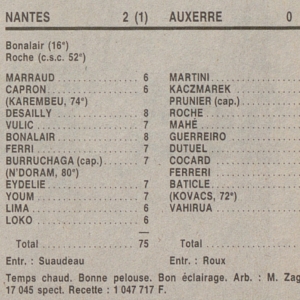 NANTES 2 (1) AUXERRE 0
Bonalair (16°)
Roche (c.s.c. 52°)
MARRAUD 6 MARTINI
CAPRON 6 KACZMAREK
(KAREMBEU, 74°) PRUNIER (cap.)
DESAILLY 8 ROCHE
VULIC 7 MAHÉ
BONALAIR 8 GUERREIRO
FERRI 7 DUTUEL
BURRUCHAGA (cap.) 7 COCARD
(N'DORAM, 80°) FERRERI
EYDELIE 7 BATICLE
YOUM 7 (KOVACS, 72°)
LIMA 6 VAHIRUA
LOKO 6
Total 75 Total
Entr. : Suaudeau Entr. : Roux
Temps chaud. Bonne pelouse. Bon éclairage. Arb. : M. Zag
17 045 spect. Recette : 1 047 717 F.